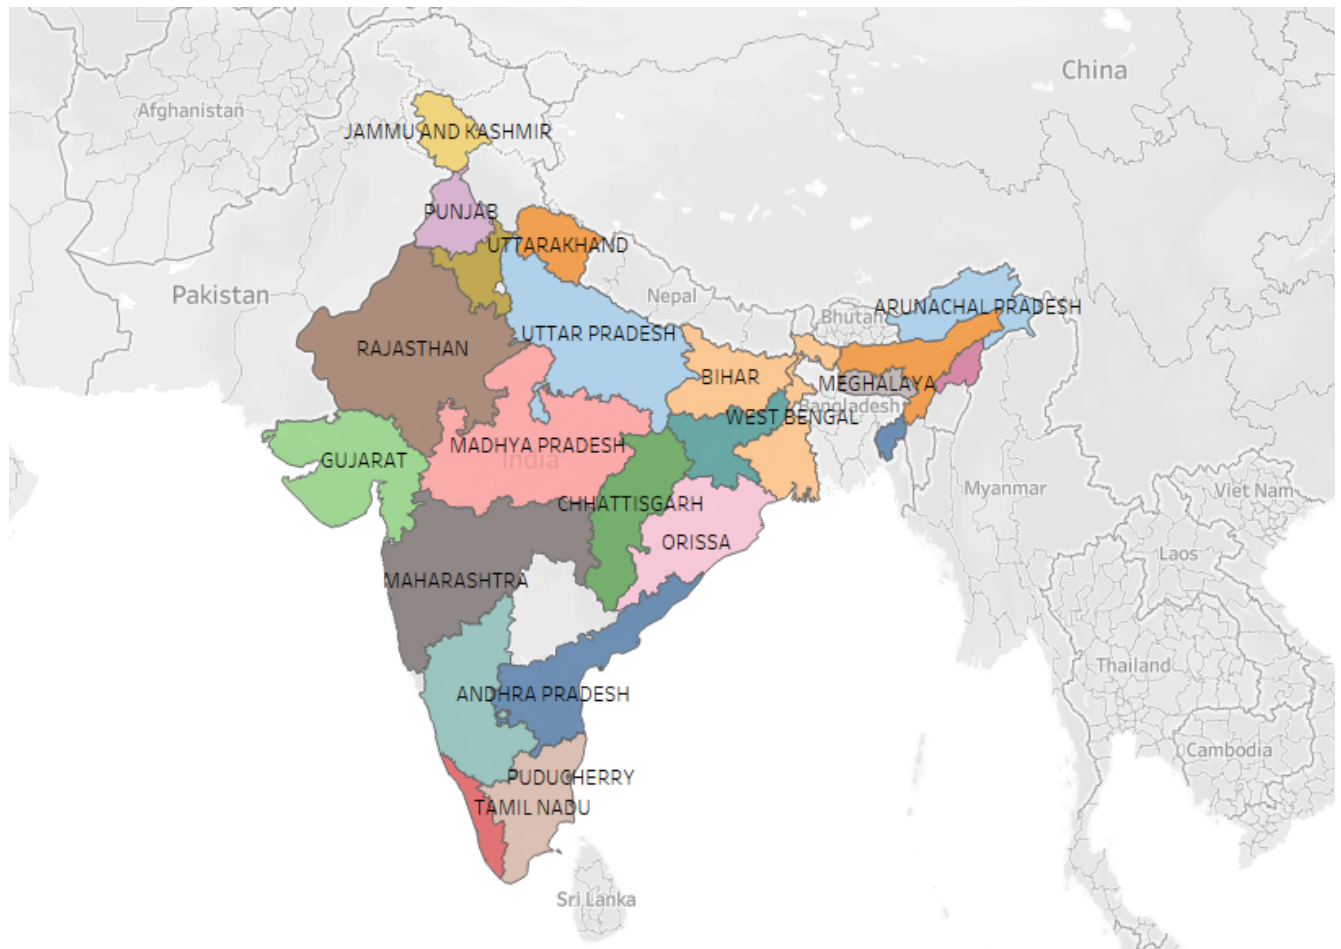 China
Afghanistan
JAMMU AND KASHMIR
PUNJAB
UTTARAKHAND
Pakistan
Nepal
ARUNACHAL PRADESH
Bhutan
UTTAR PRADESH
RAJASTHAN
BIHAR
MEGHALAYA
Bangladesh
WEST BENGAL
MADHYA PRADESH
India
GUJARAT
Myanmar
Viet Nam
CHHATTISGARH
ORISSA
Laos
MAHARASHTRA
Thailand
ANDHRA PRADESH
Cambodia
PUDUCHERRY
TAMIL NADU
Sri Lanka